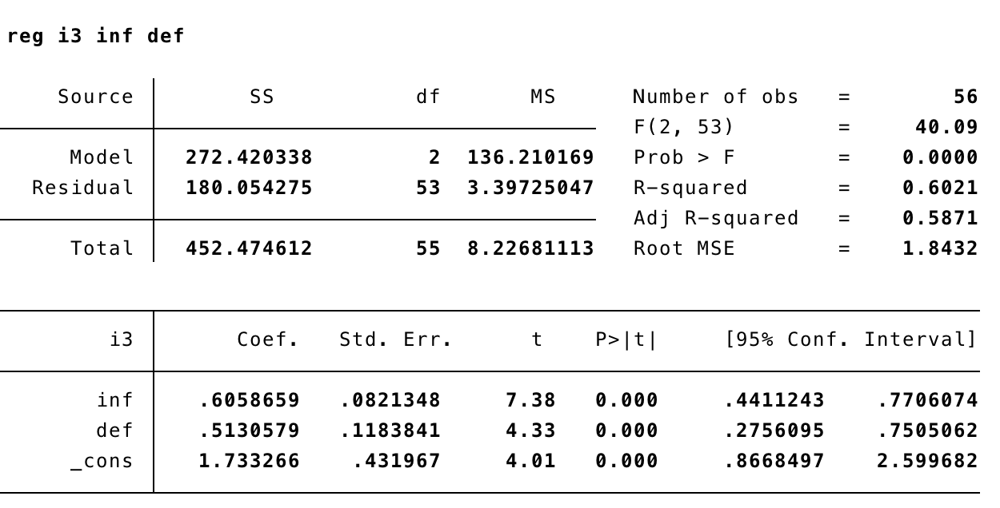 reg i3 inf def
Source SS df MS Number of obs = 56
F(2, 53) = 40.09
Model 272.420338 2 136.210169 Prob > F = 0.0000
Residual 180.054275 53 3.39725047 R-squared = 0.6021
Adj R-squared = 0.5871
Total 452.474612 55 8.22681113 Root MSE = 1.8432
i3 Coef. Std. Err. t P>|t| [95% Conf. Interval]
inf .6058659 .0821348 7.38 0.000 .4411243 .7706074
def .5130579 .1183841 4.33 0.000 .2756095 .7505062
_cons 1.733266 .431967 4.01 0.000 .8668497 2.599682